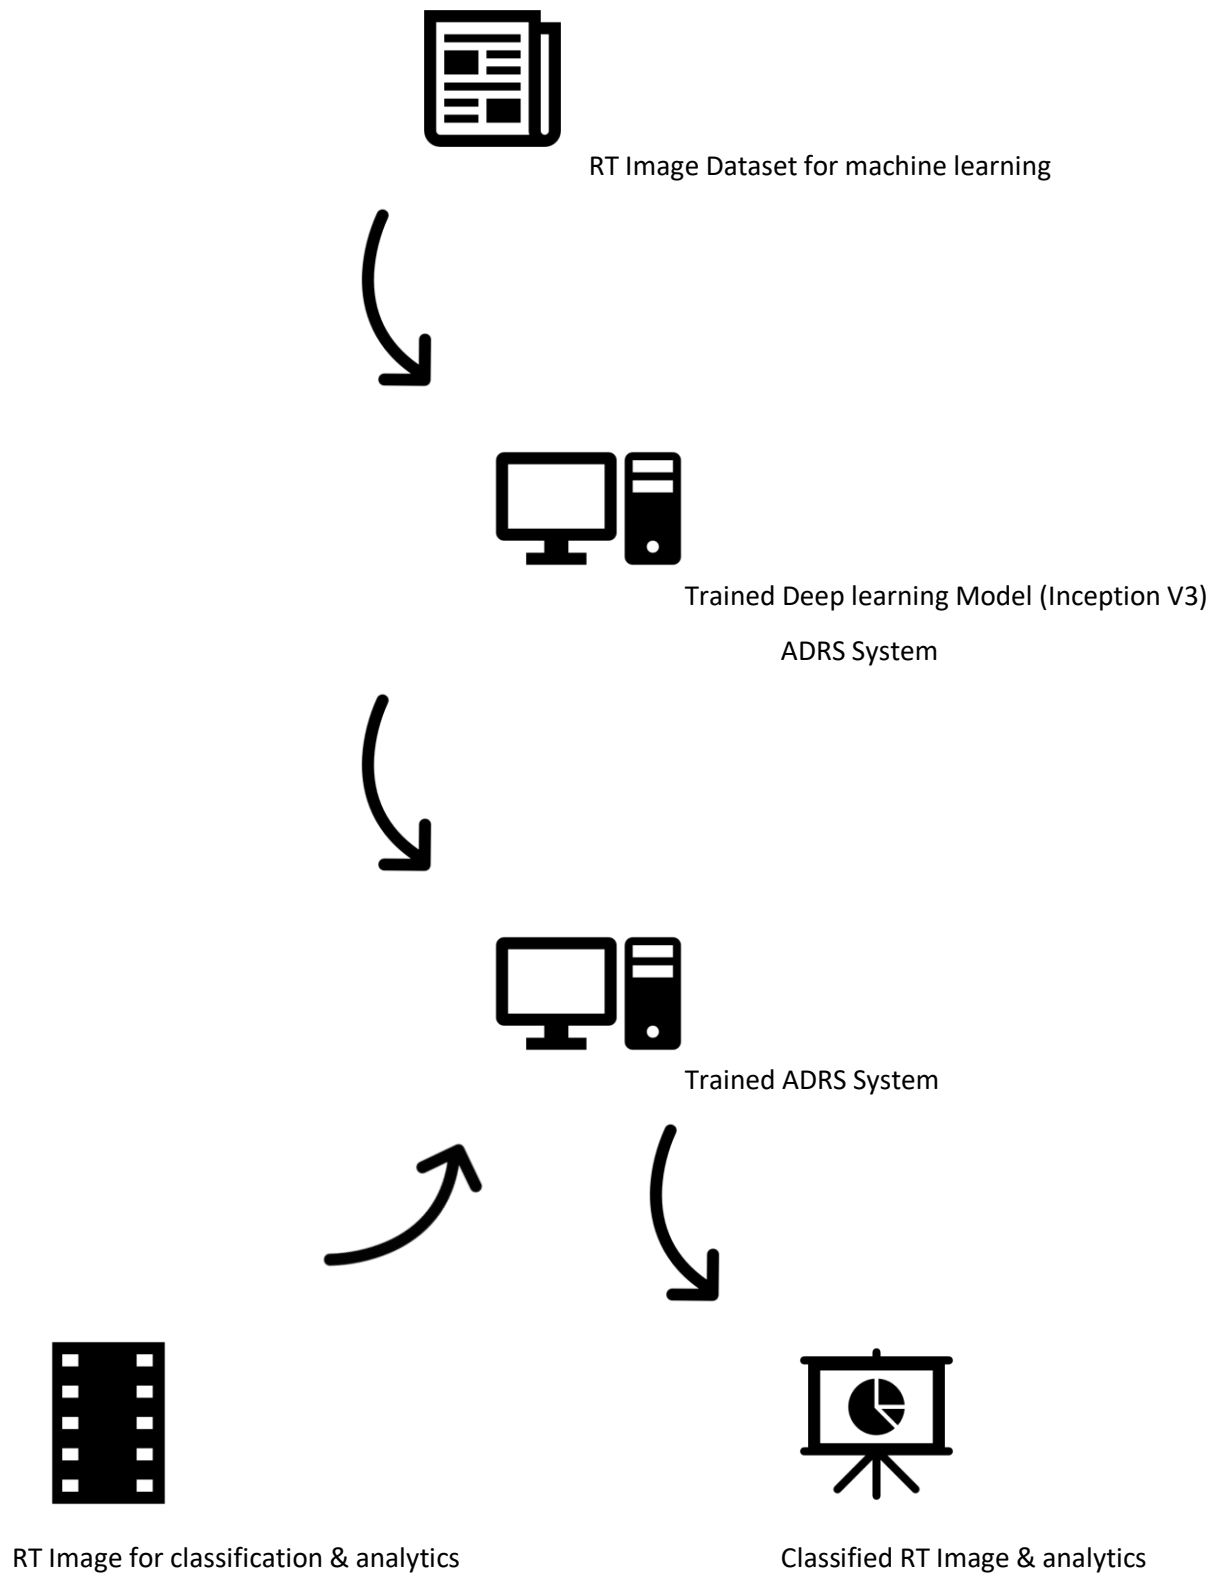 RT Image Dataset for machine learning
Trained Deep learning Model (Inception V3)
ADRS System
Trained ADRS System
RT Image for classification & analytics
Classified RT Image & analytics